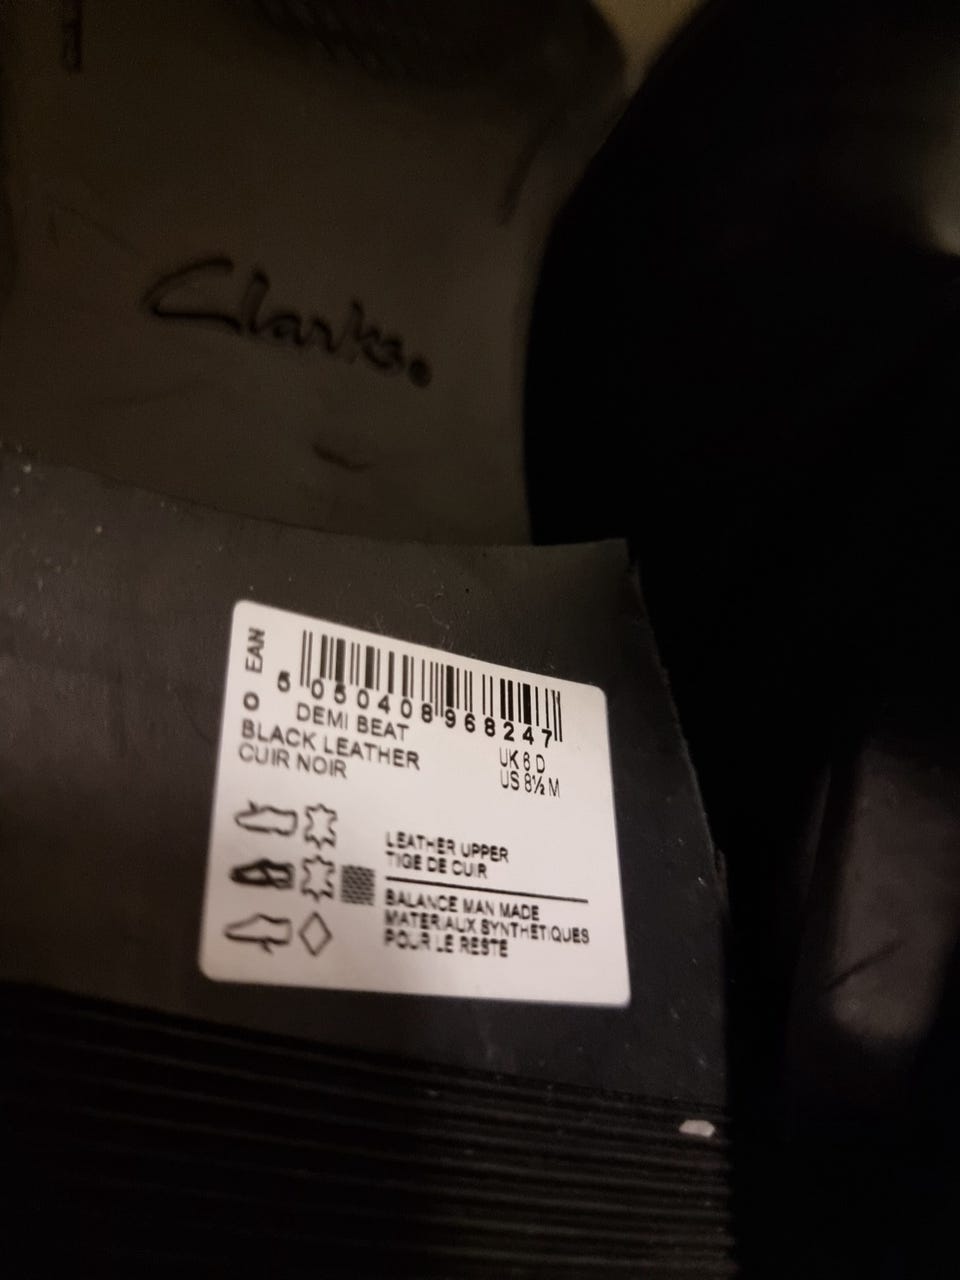 Clarks
EAN
5 050408 968247
DEMI BEAT
BLACK LEATHER
CUIR NOIR
UK 6 D
US 8½ M
LEATHER UPPER
TIGE DE CUIR
BALANCE MAN MADE
MATERIAUX SYNTHETIQUES
POUR LE RESTE